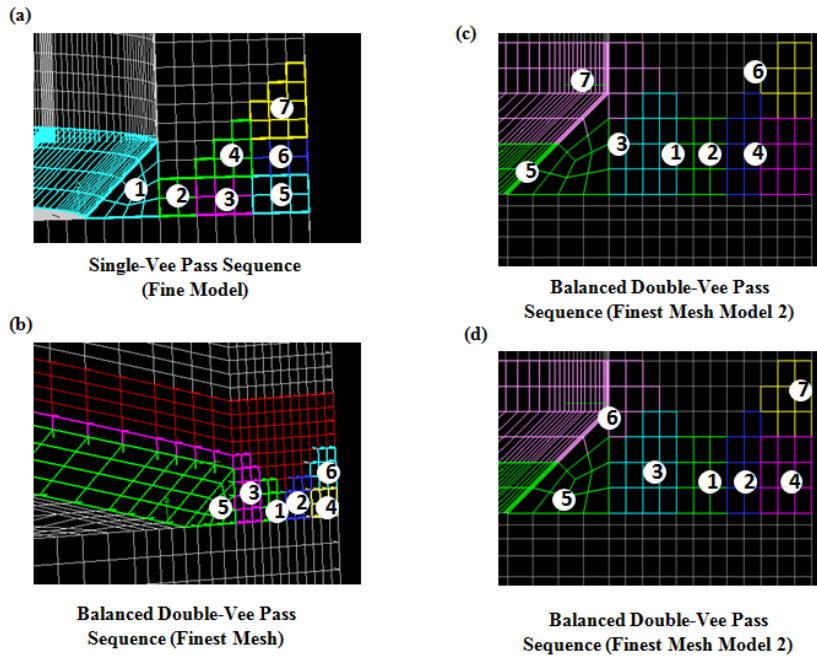 (a)
1
2
3
4
5
6
7
Single-Vee Pass Sequence
(Fine Model)
(b)
1
2
3
4
5
6
Balanced Double-Vee Pass
Sequence (Finest Mesh)
(c)
7
6
3
1
2
4
5
Balanced Double-Vee Pass
Sequence (Finest Mesh Model 2)
(d)
7
6
3
1
2
4
5
Balanced Double-Vee Pass
Sequence (Finest Mesh Model 2)